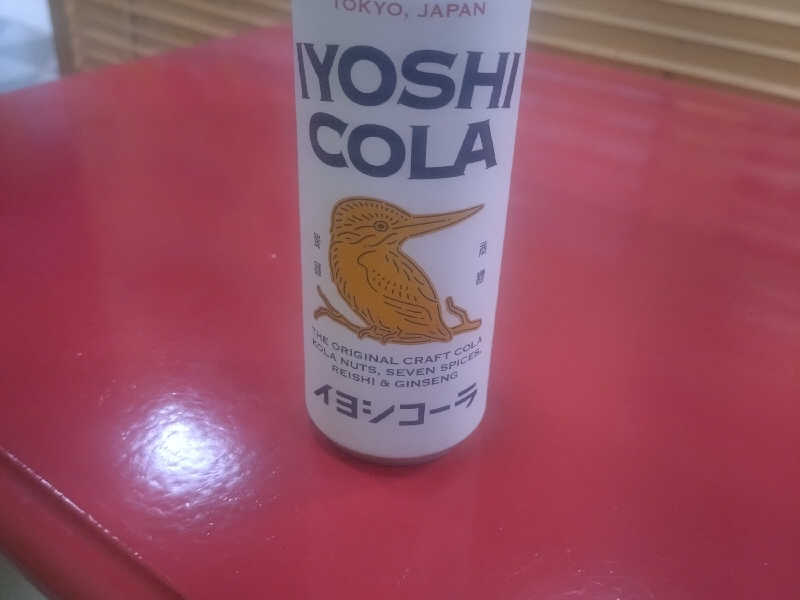 TOKYO, JAPAN
IYOSHI
COLA
THE ORIGINAL CRAFT COLA
KOLA NUTS, SEVEN SPICES,
REISHI & GINSENG
イヨシコーラ